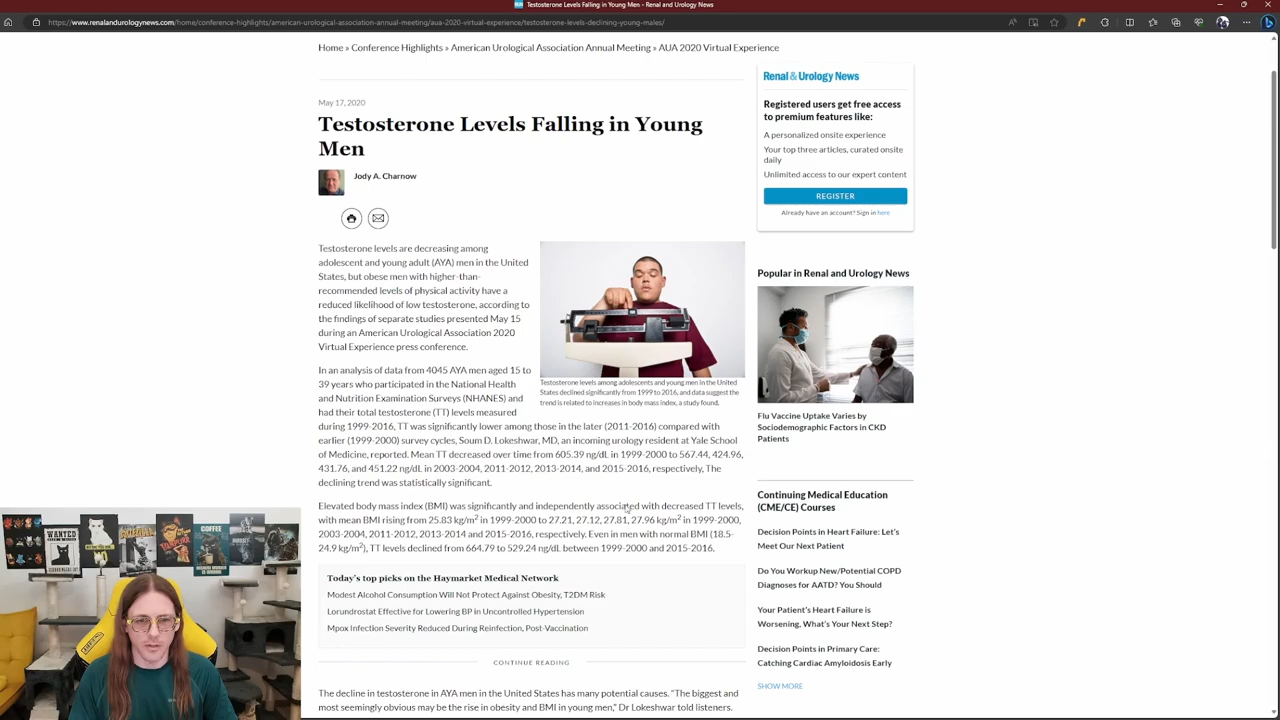 Testosterone Levels Falling in Young Men - Renal and Urology News
https://www.renalandurologynews.com/home/conference-highlights/american-urological-association-annual-meeting/aua-2020-virtual-experience/testosterone-levels-declining-young-males/
Home » Conference Highlights » American Urological Association Annual Meeting » AUA 2020 Virtual Experience
May 17, 2020
Testosterone Levels Falling in Young
Men
Jody A. Charnow
Testosterone levels are decreasing among
adolescent and young adult (AYA) men in the United
States, but obese men with higher-than-
recommended levels of physical activity have a
reduced likelihood of low testosterone, according to
the findings of separate studies presented May 15
during an American Urological Association 2020
Virtual Experience press conference.
Testosterone levels among adolescents and young men in the United
States declined significantly from 1999 to 2016, and data suggest the
trend is related to increases in body mass index, a study found.
In an analysis of data from 4045 AYA men aged 15 to
39 years who participated in the National Health
and Nutrition Examination Surveys (NHANES) and
had their total testosterone (TT) levels measured
during 1999-2016, TT was significantly lower among those in the later (2011-2016) compared with
earlier (1999-2000) survey cycles, Soum D. Lokeshwar, MD, an incoming urology resident at Yale School
of Medicine, reported. Mean TT decreased over time from 605.39 ng/dL in 1999-2000 to 567.44, 424.96,
431.76, and 451.22 ng/dL in 2003-2004, 2011-2012, 2013-2014, and 2015-2016, respectively, The
declining trend was statistically significant.
Elevated body mass index (BMI) was significantly and independently associated with decreased TT levels,
with mean BMI rising from 25.83 kg/m2 in 1999-2000 to 27.21, 27.12, 27.81, 27.96 kg/m2 in 1999-2000,
2003-2004, 2011-2012, 2013-2014 and 2015-2016, respectively. Even in men with normal BMI (18.5-
24.9 kg/m2), TT levels declined from 664.79 to 529.24 ng/dL between 1999-2000 and 2015-2016.
Today's top picks on the Haymarket Medical Network
Modest Alcohol Consumption Will Not Protect Against Obesity, T2DM Risk
Lorundrostat Effective for Lowering BP in Uncontrolled Hypertension
Mpox Infection Severity Reduced During Reinfection, Post-Vaccination
CONTINUE READING
The decline in testosterone in AYA men in the United States has many potential causes. "The biggest and
most seemingly obvious may be the rise in obesity and BMI in young men," Dr Lokeshwar told listeners.
Renal & Urology News
Registered users get free access
to premium features like:
A personalized onsite experience
Your top three articles, curated onsite
daily
Unlimited access to our expert content
REGISTER
Already have an account? Sign in here
Popular in Renal and Urology News
Flu Vaccine Uptake Varies by
Sociodemographic Factors in CKD
Patients
Continuing Medical Education
(CME/CE) Courses
Decision Points in Heart Failure: Let's
Meet Our Next Patient
Do You Workup New/Potential COPD
Diagnoses for AATD? You Should
Your Patient's Heart Failure is
Worsening, What's Your Next Step?
Decision Points in Primary Care:
Catching Cardiac Amyloidosis Early
SHOW MORE
WANTED
COFFEE